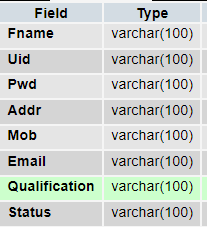 Field Type
Fname varchar(100)
Uid varchar(100)
Pwd varchar(100)
Addr varchar(100)
Mob varchar(100)
Email varchar(100)
Qualification varchar(100)
Status varchar(100)